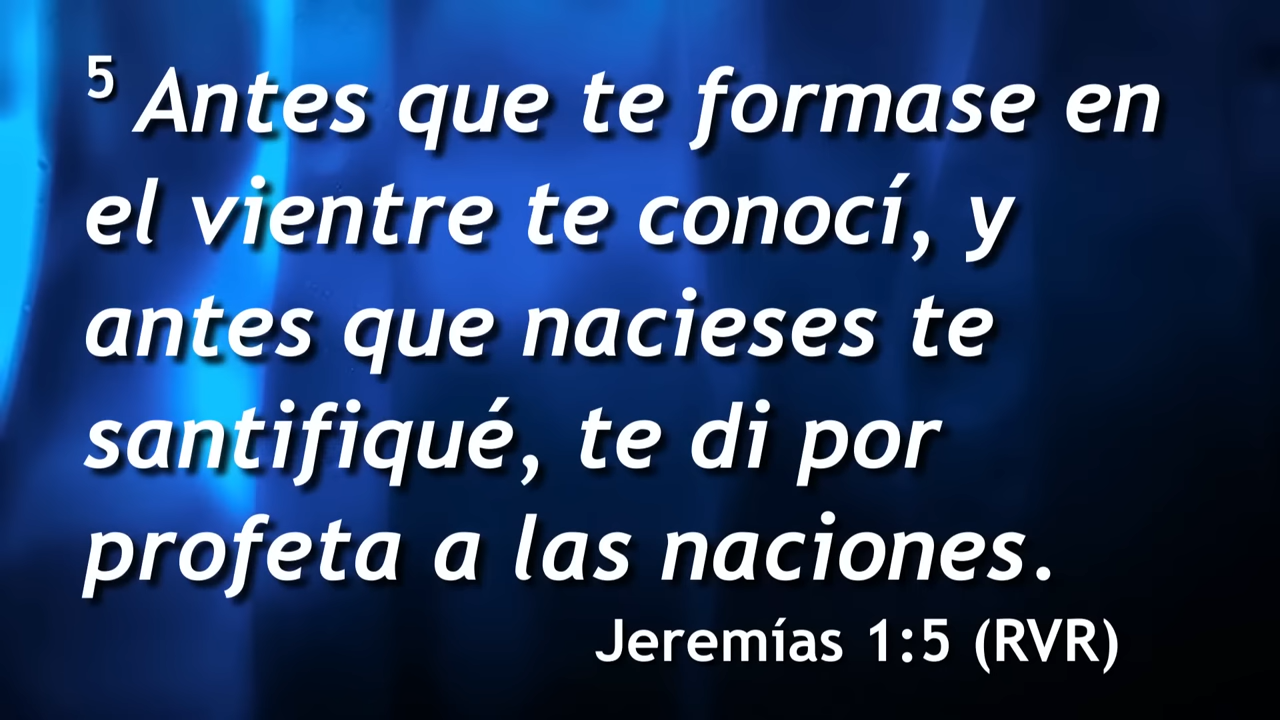 5 Antes que te formase en
el vientre te conocí, y
antes que nacieses te
santifiqué, te di por
profeta a las naciones.
Jeremías 1:5 (RVR)